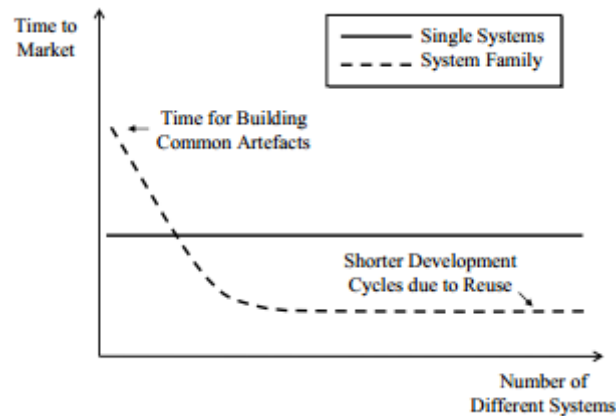 Time to
Market
Single Systems
System Family
Time for Building
Common Artefacts
Shorter Development
Cycles due to Reuse
Number of
Different Systems